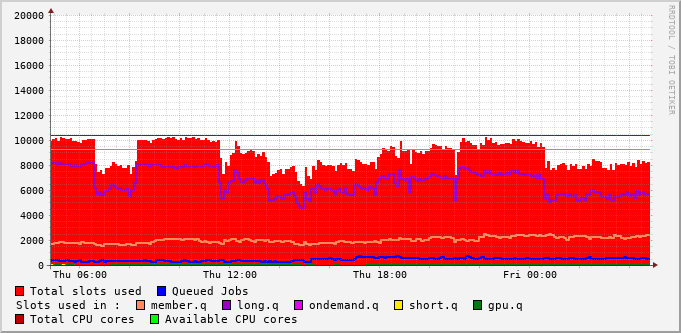 20000
18000
16000
14000
12000
10000
8000
6000
4000
2000
0
Thu 06:00 Thu 12:00 Thu 18:00 Fri 00:00
RRDTOOL / TOBI OETIKER
Total slots used Queued Jobs
Slots used in : member.q long.q ondemand.q short.q gpu.q
Total CPU cores Available CPU cores